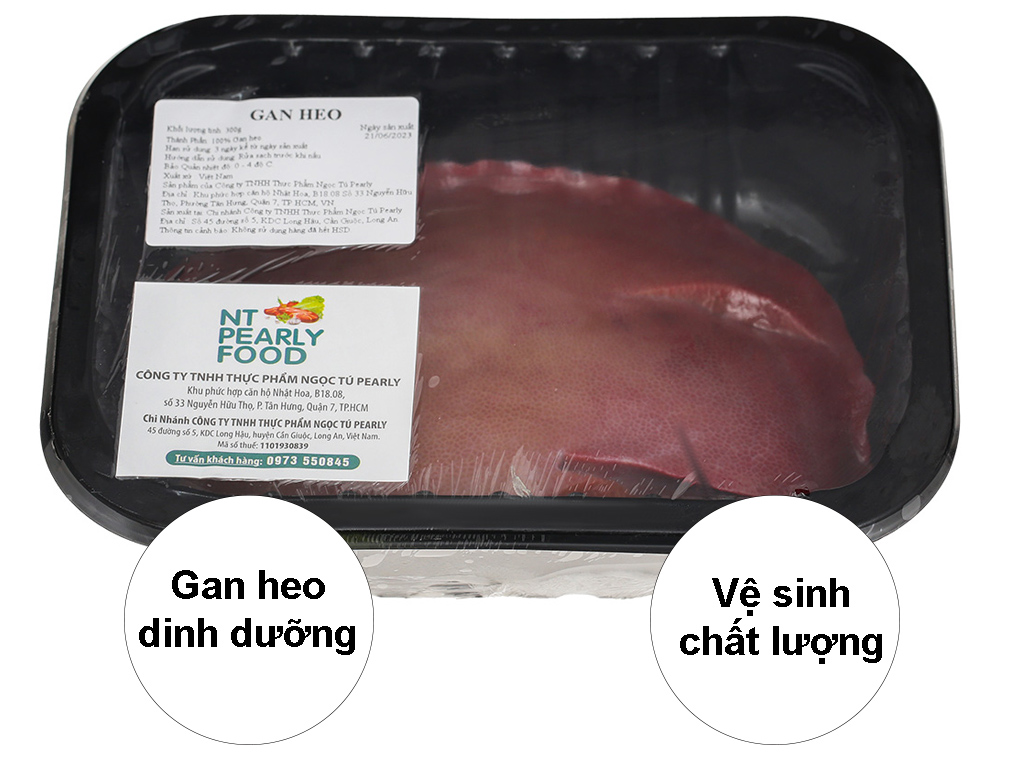 GAN HEO
Khối lượng tịnh: 300g
Ngày sản xuất
Thành Phần: 100% Gan heo
21/06/2023
Hạn sử dụng: 3 ngày kể từ ngày sản xuất
Hướng dẫn sử dụng: Rửa sạch trước khi nấu
Bảo Quản nhiệt độ: 0 - 4 độ C
Xuất xứ: Việt Nam
Sản phẩm của Công ty TNHH Thực Phẩm Ngọc Tú Pearly
Địa chỉ: Khu phức hợp căn hộ Nhật Hoa, B18.08 Số 33 Nguyễn Hữu
Thọ, Phường Tân Hưng, Quận 7, TP HCM, VN
Sản xuất tại: Chi nhánh Công ty TNHH Thực Phẩm Ngọc Tú Pearly
Địa chỉ: Số 45 đường số 5, KDC Long Hậu, Cần Giuộc, Long An
Thông tin cảnh báo: Không sử dụng hàng đã hết HSD
NT
PEARLY
FOOD
CÔNG TY TNHH THỰC PHẨM NGỌC TÚ PEARLY
Khu phức hợp căn hộ Nhật Hoa, B18.08,
số 33 Nguyễn Hữu Thọ, P. Tân Hưng, Quận 7, TP.HCM
Chi Nhánh CÔNG TY TNHH THỰC PHẨM NGỌC TÚ PEARLY
45 đường số 5, KDC Long Hậu, huyện Cần Giuộc, Long An, Việt Nam.
Mã số thuế: 1101930839
Tư vấn khách hàng: 0973 550845
Gan heo
dinh dưỡng
Vệ sinh
chất lượng